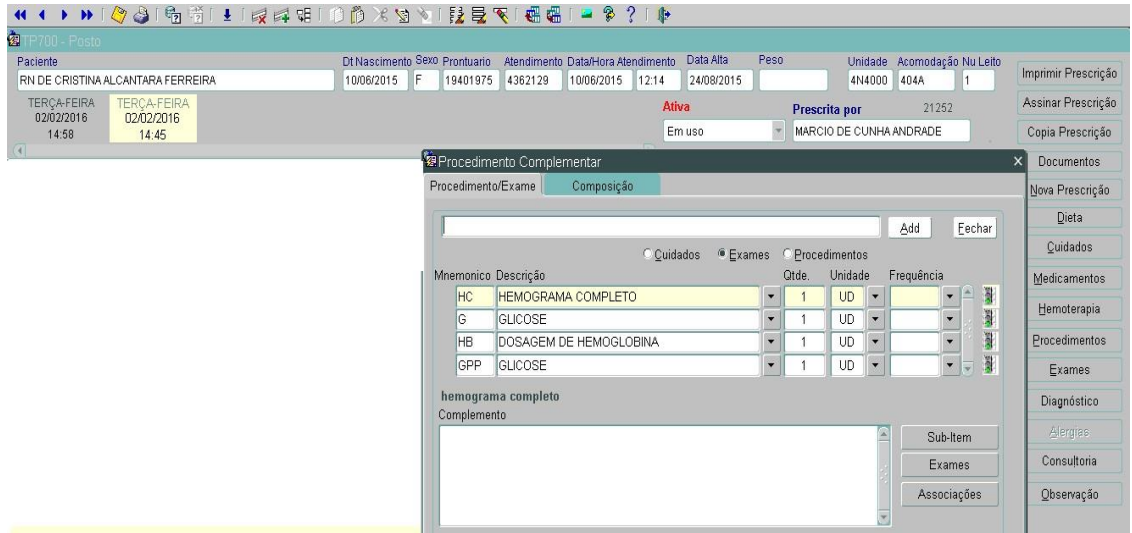 TP700 - Posto
Paciente Dt Nascimento Sexo Prontuario Atendimento Data/Hora Atendimento Data Alta Peso Unidade Acomodação Nu Leito
RN DE CRISTINA ALCANTARA FERREIRA 10/06/2015 F 19401975 4362129 10/06/2015 12:14 24/08/2015 4N4000 404A 1
Imprimir Prescrição
TERÇA-FEIRA TERÇA-FEIRA Ativa Prescrita por 21252 Assinar Prescrição
02/02/2016 02/02/2016
14:58 14:45 Em uso MARCIO DE CUNHA ANDRADE Copia Prescrição
Procedimento Complementar X Documentos
Procedimento/Exame Composição Nova Prescrição
Add Fechar Dieta
Cuidados Exames Procedimentos Cuidados
Mnemonico Descrição Qtde. Unidade Frequência Medicamentos
HC HEMOGRAMA COMPLETO 1 UD
G GLICOSE 1 UD Hemoterapia
HB DOSAGEM DE HEMOGLOBINA 1 UD Procedimentos
GPP GLICOSE 1 UD Exames
hemograma completo Diagnóstico
Complemento
Sub-Item Alergias
Exames Consultoria
Associações Observação